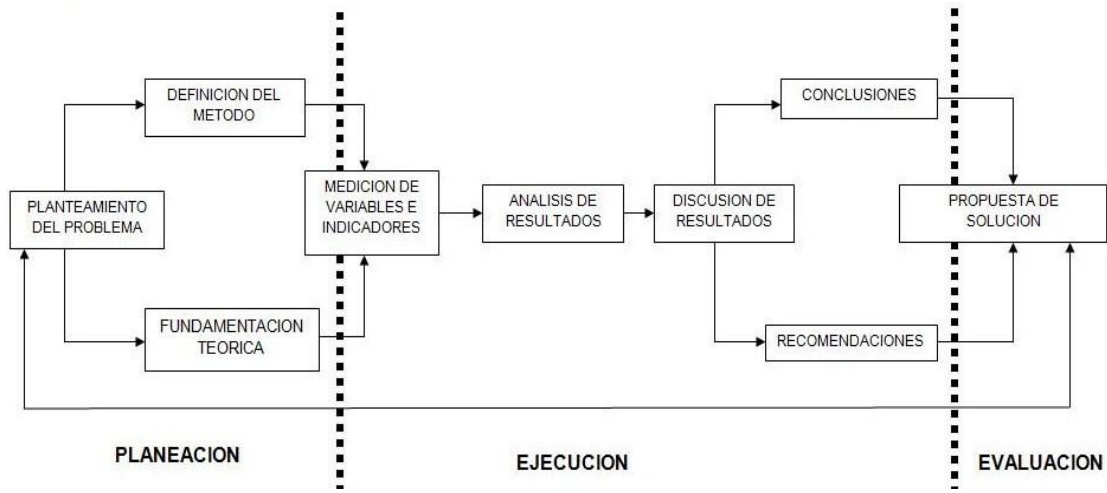 DEFINICION DEL
METODO
CONCLUSIONES
PLANTEAMIENTO
DEL PROBLEMA
MEDICION DE
VARIABLES E
INDICADORES
ANALISIS DE
RESULTADOS
DISCUSION DE
RESULTADOS
PROPUESTA DE
SOLUCION
FUNDAMENTACION
TEORICA
RECOMENDACIONES
PLANEACION
EJECUCION
EVALUACION